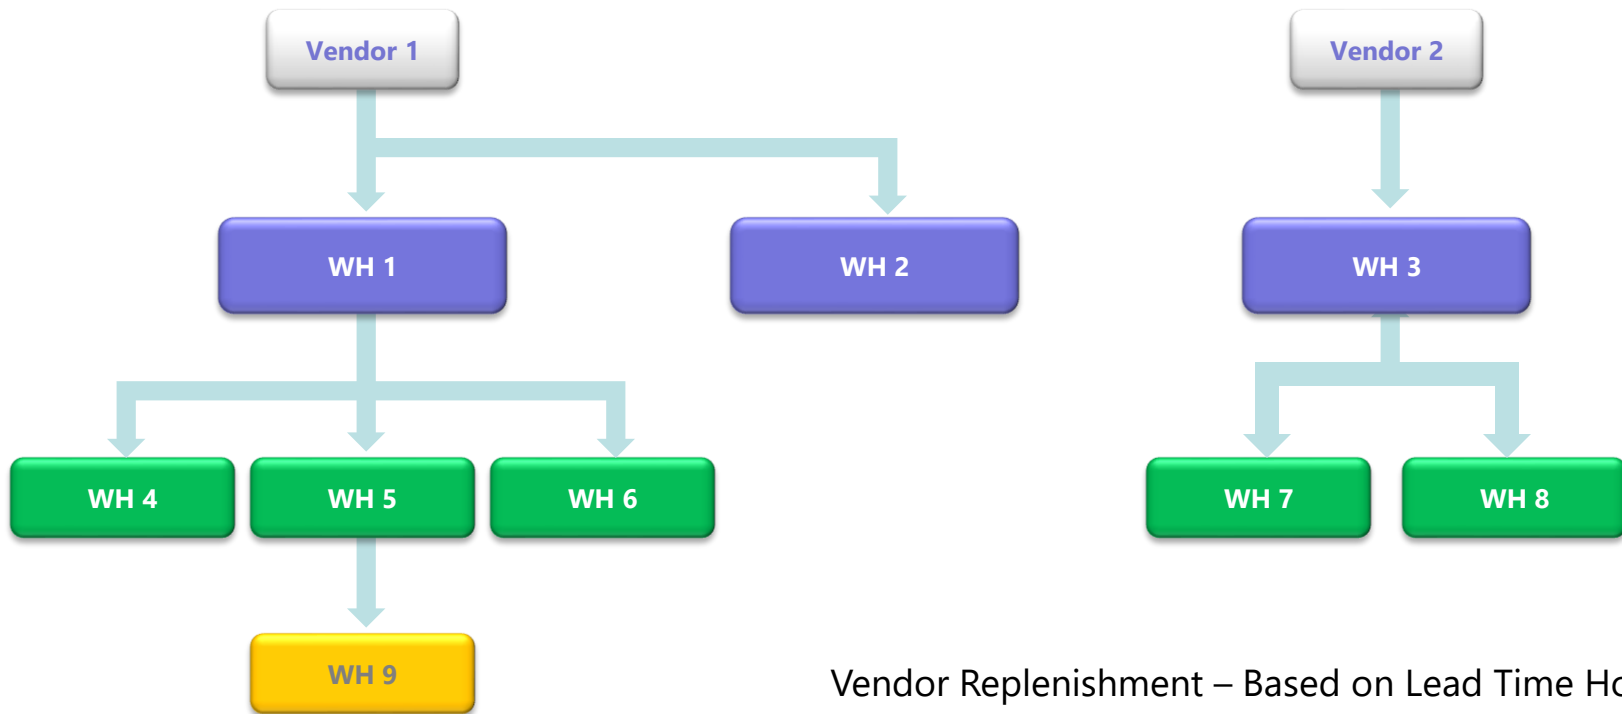 Vendor 1
Vendor 2
WH 1
WH 2
WH 3
WH 4
WH 5
WH 6
WH 7
WH 8
WH 9
Vendor Replenishment – Based on Lead Time